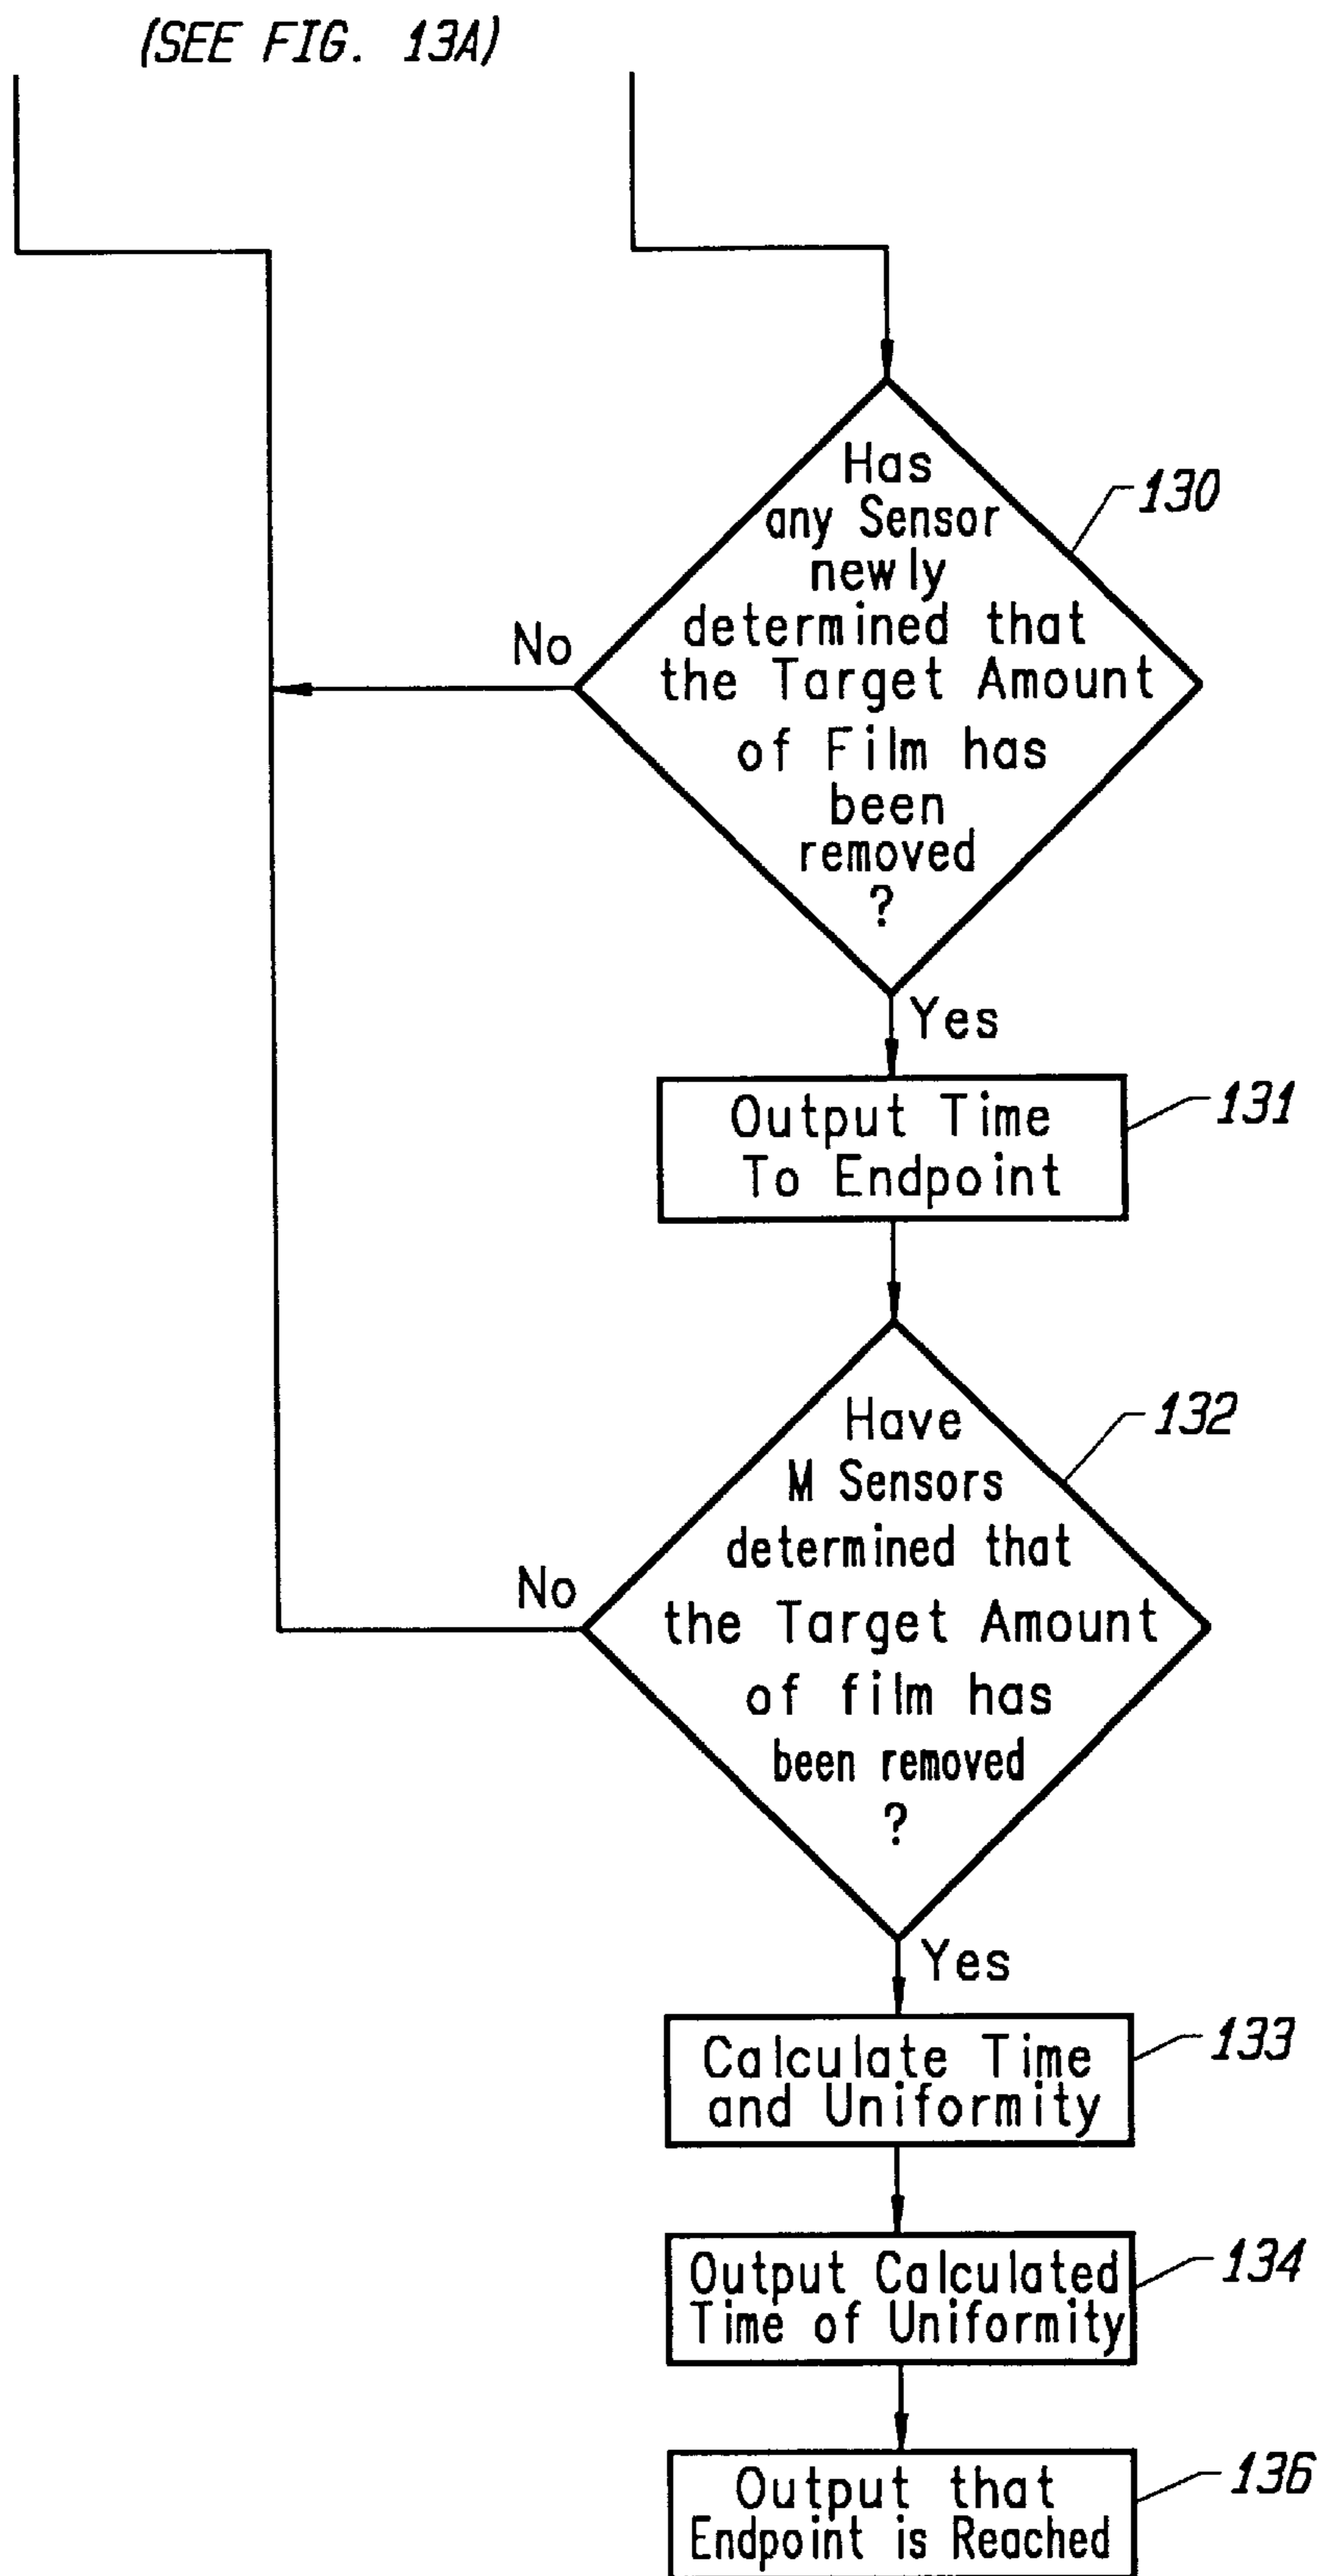 (SEE FIG. 13A)
Has
any Sensor
newly
determined that
the Target Amount
of Film has
been
removed
?
130
No
Yes
Output Time
To Endpoint
131
Have
M Sensors
determined that
the Target Amount
of film has
been removed
?
132
No
Yes
Calculate Time
and Uniformity
133
Output Calculated
Time of Uniformity
134
Output that
Endpoint is Reached
136